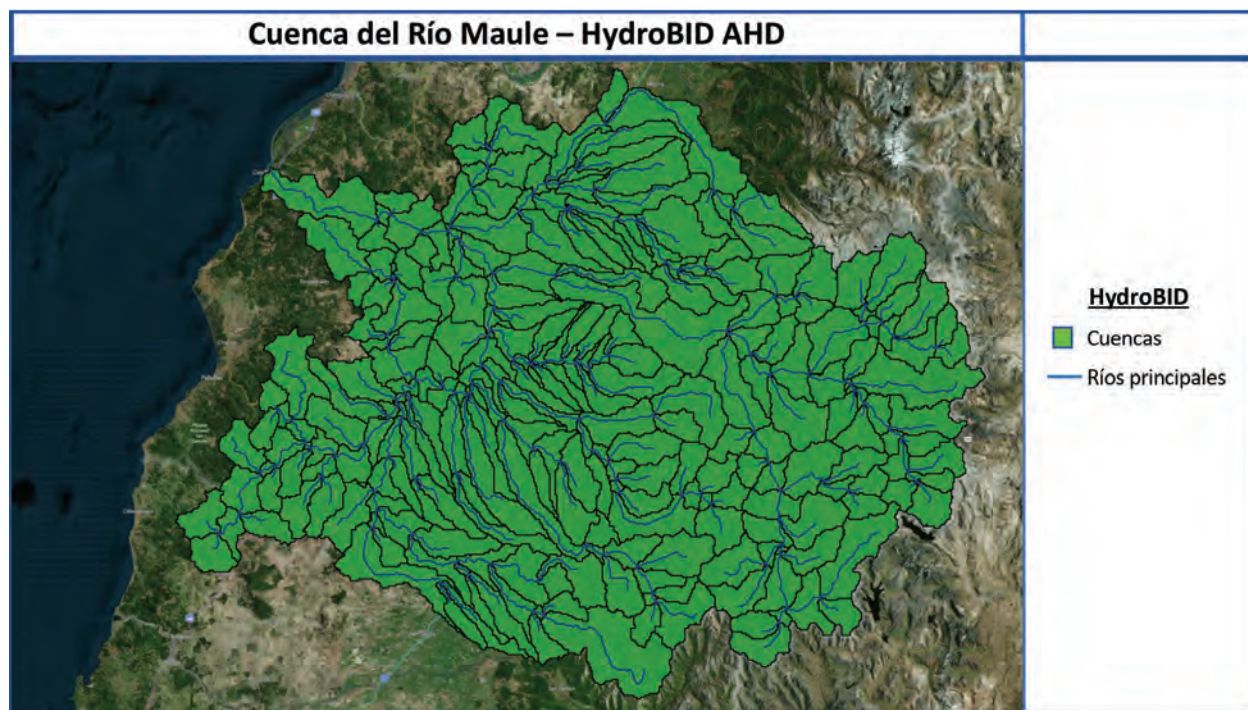 Cuenca del Río Maule – HydroBID AHD
HydroBID
Cuencas
Ríos principales